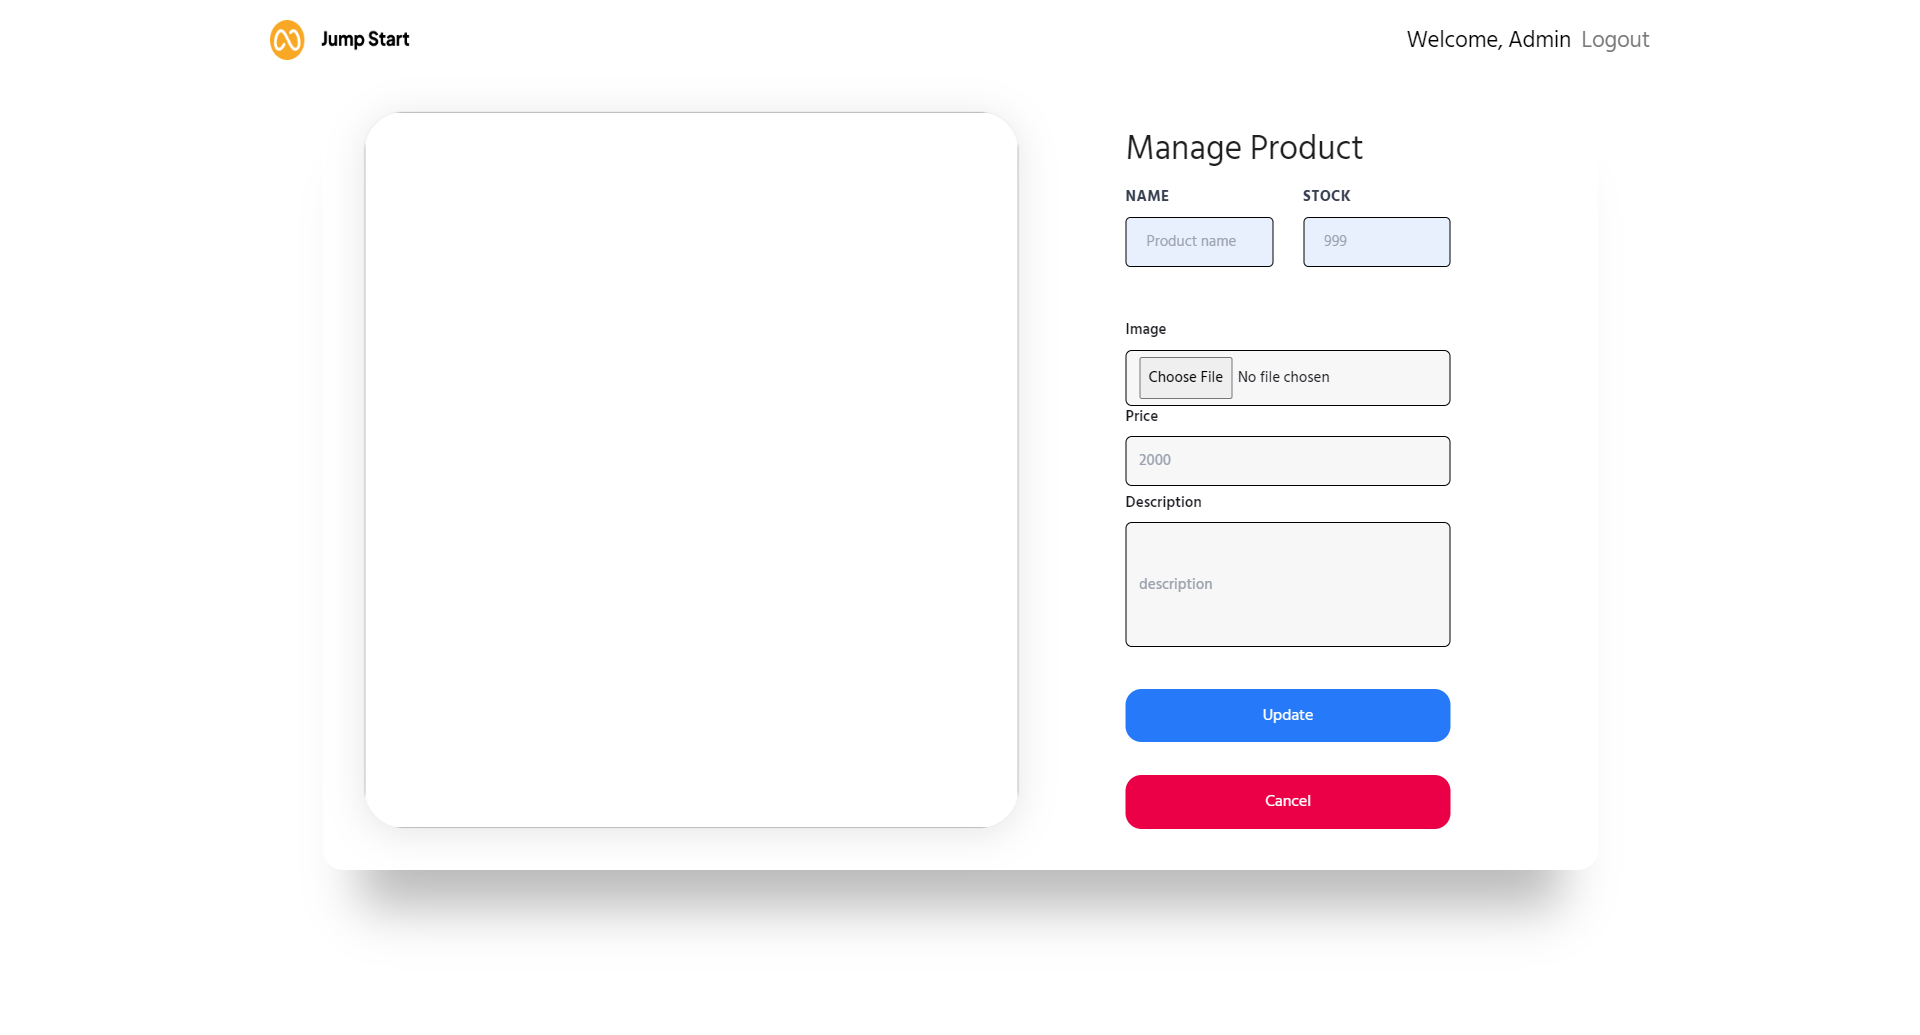 Jump Start
Welcome, Admin Logout
Manage Product
NAME STOCK
Product name 999
Image
Choose File No file chosen
Price
2000
Description
description
Update
Cancel